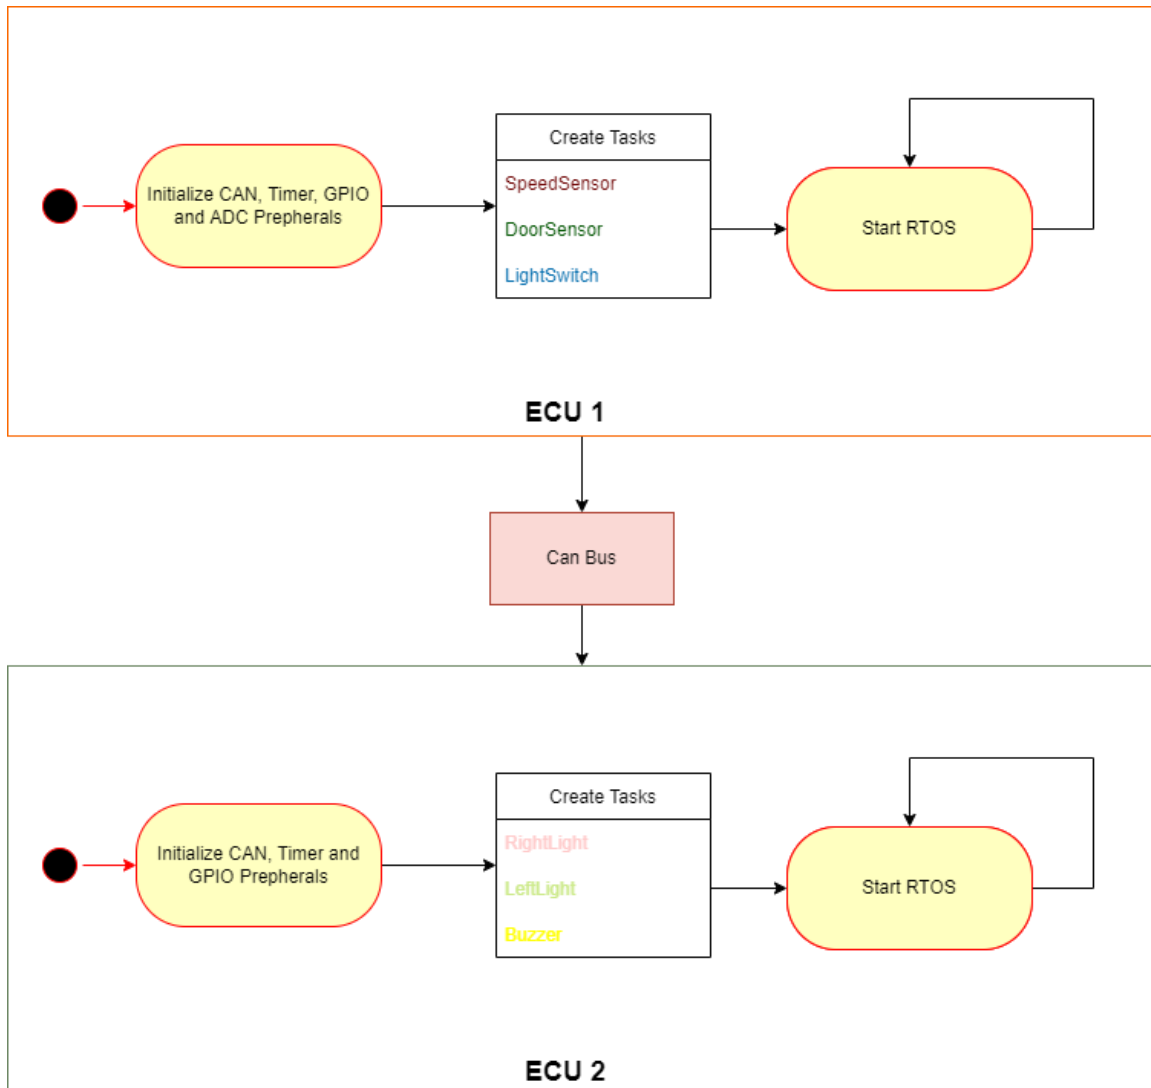 Initialize CAN, Timer, GPIO
and ADC Prepherals
Create Tasks
SpeedSensor
DoorSensor
LightSwitch
Start RTOS
ECU 1
Can Bus
Initialize CAN, Timer and
GPIO Prepherals
Create Tasks
RightLight
LeftLight
Buzzer
Start RTOS
ECU 2